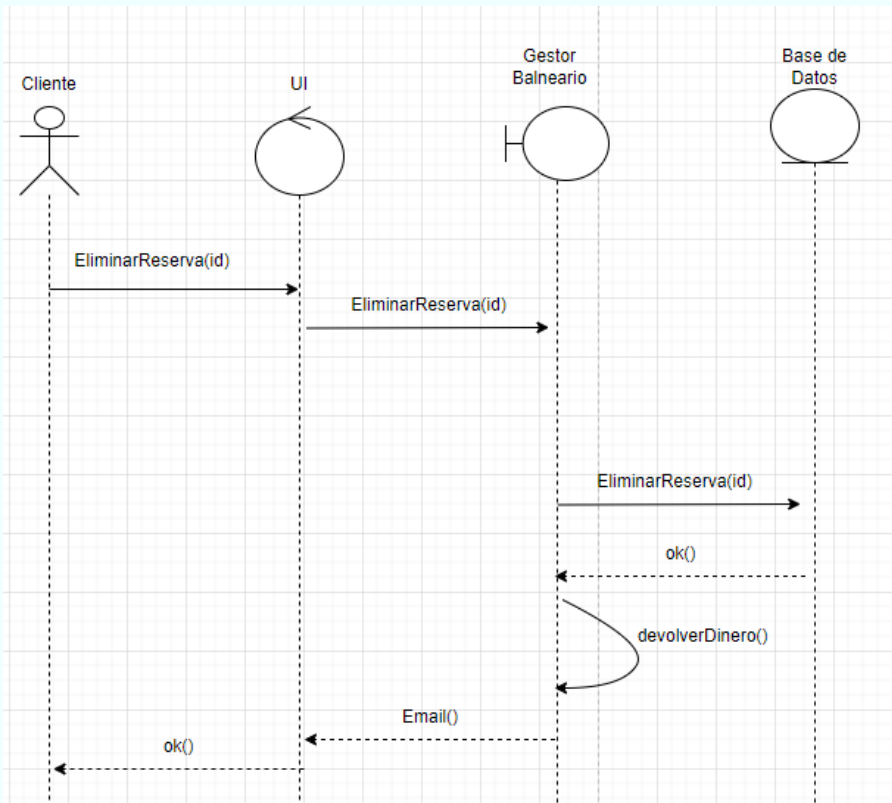 Cliente
UI
Gestor
Balneario
Base de
Datos
EliminarReserva(id)
EliminarReserva(id)
EliminarReserva(id)
ok()
devolverDinero()
Email()
ok()